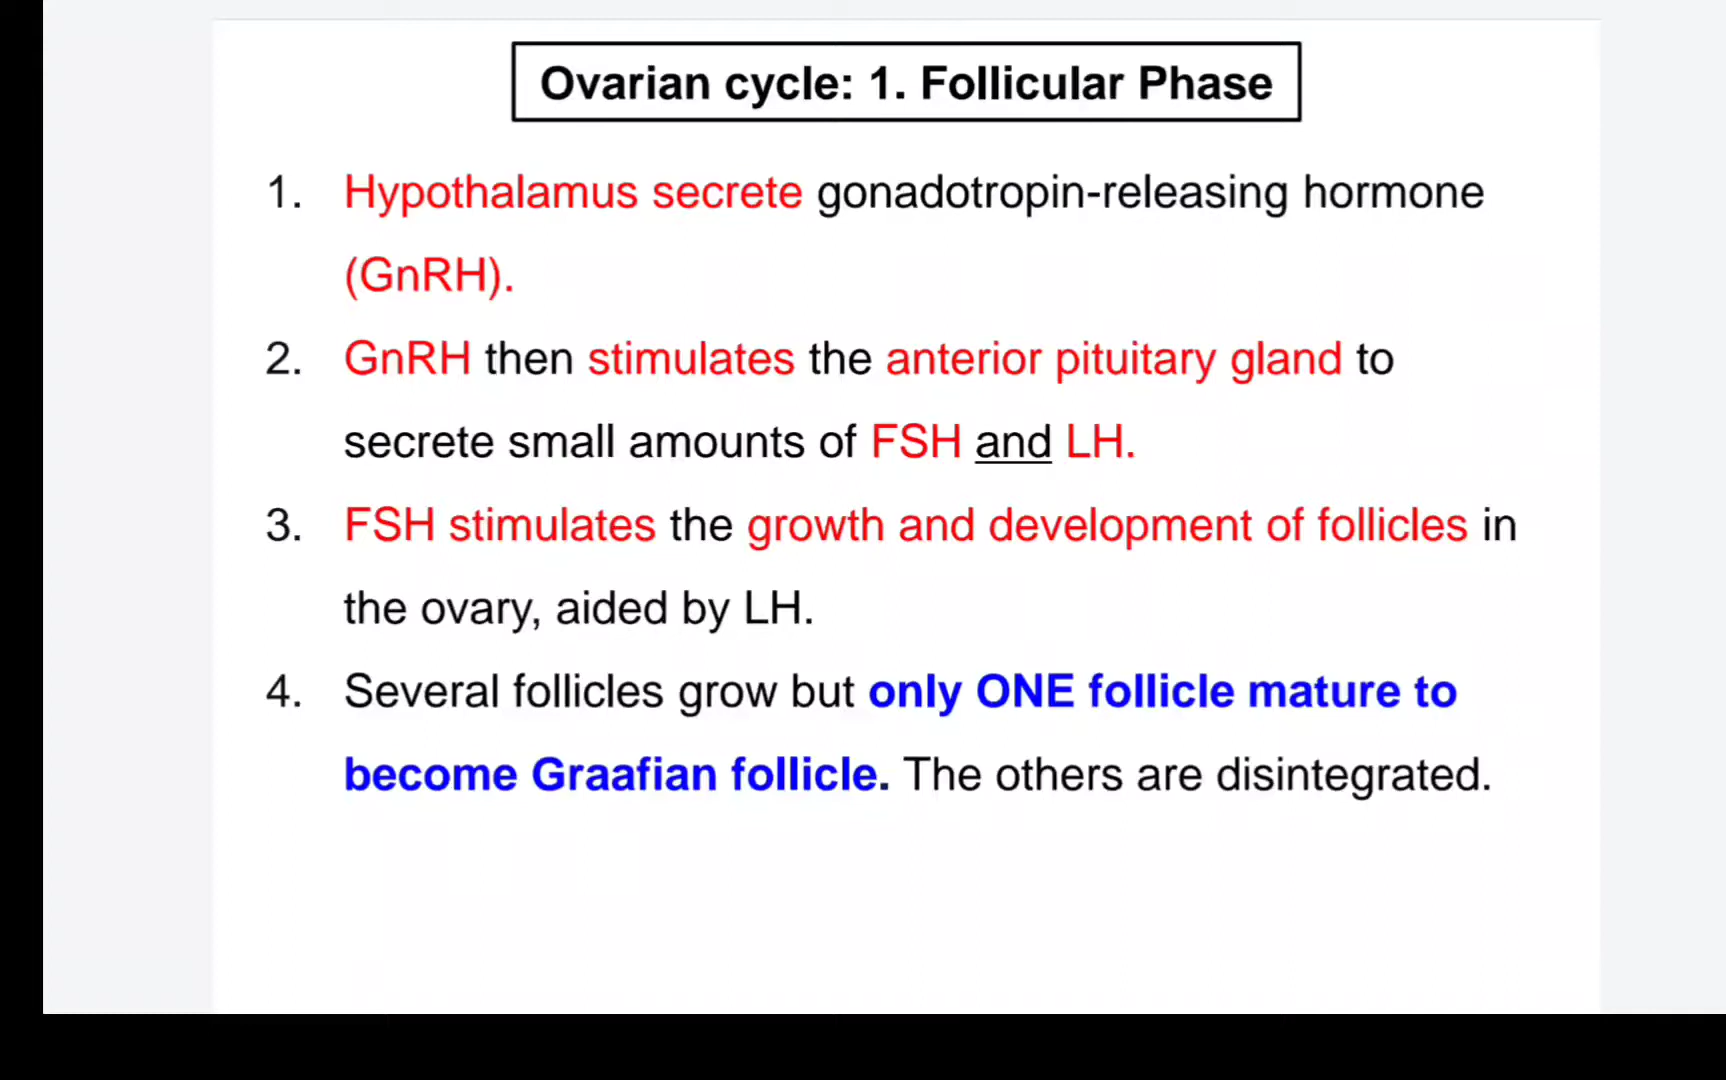 Ovarian cycle: 1. Follicular Phase
1. Hypothalamus secrete gonadotropin-releasing hormone
(GnRH).
2. GnRH then stimulates the anterior pituitary gland to
secrete small amounts of FSH and LH.
3. FSH stimulates the growth and development of follicles in
the ovary, aided by LH.
4. Several follicles grow but only ONE follicle mature to
become Graafian follicle. The others are disintegrated.